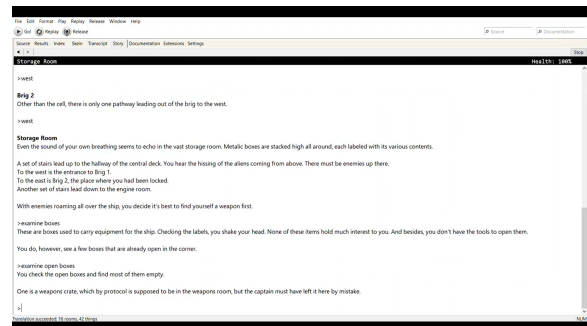 File Edit Format Play Replay Release Window Help
Go! Replay Release
Source
Documentation
Source Results Index Skein Transcript Story Documentation Extensions Settings
Stop
Storage Room Health: 100%
>west
Brig 2
Other than the cell, there is only one pathway leading out of the brig to the west.
>west
Storage Room
Even the sound of your own breathing seems to echo in the vast storage room. Metalic boxes are stacked high all around, each labeled with its various contents.
A set of stairs lead up to the hallway of the central deck. You hear the hissing of the aliens coming from above. There must be enemies up there.
To the west is the entrance to Brig 1.
To the east is Brig 2, the place where you had been locked.
Another set of stairs lead down to the engine room.
With enemies roaming all over the ship, you decide it's best to find yourself a weapon first.
>examine boxes
These are boxes used to carry equipment for the ship. Checking the labels, you shake your head. None of these items hold much interest to you. And besides, you don't have the tools to open them.
You do, however, see a few boxes that are already open in the corner.
>examine open boxes
You check the open boxes and find most of them empty.
One is a weapons crate, which by protocol is supposed to be in the weapons room, but the captain must have left it here by mistake.
>
Translation succeeded: 16 rooms, 42 things
NUM